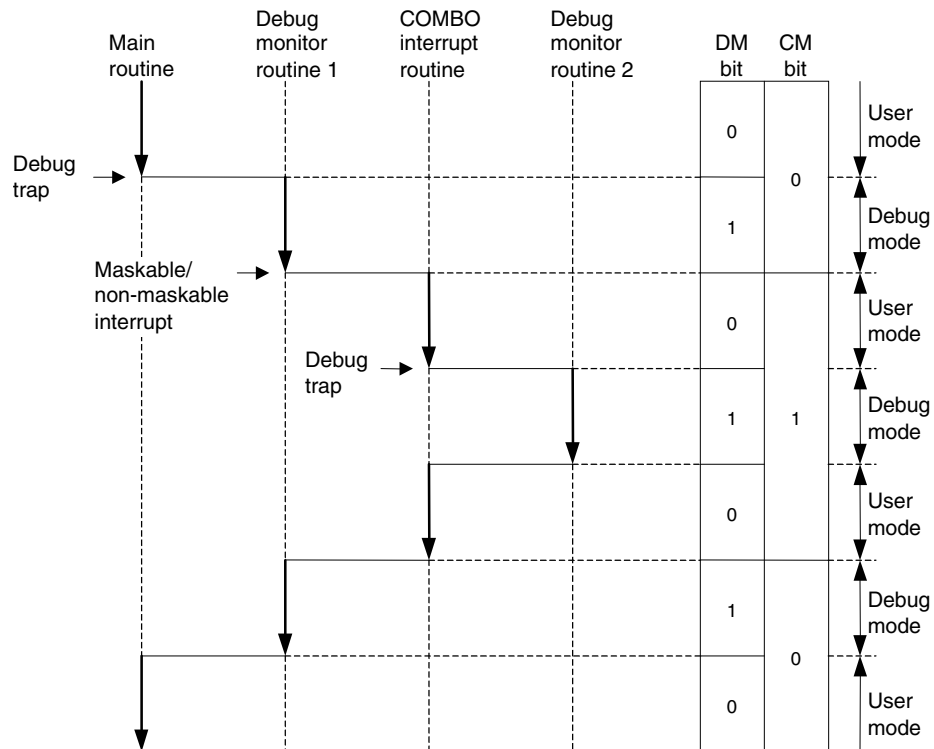 Main
routine
Debug
monitor
routine 1
COMBO
interrupt
routine
Debug
monitor
routine 2
DM
bit
CM
bit
0
User
mode
Debug
trap
0
1
Debug
mode
Maskable/
non-maskable
interrupt
0
User
mode
Debug
trap
1
1
Debug
mode
0
User
mode
1
Debug
mode
0
0
User
mode